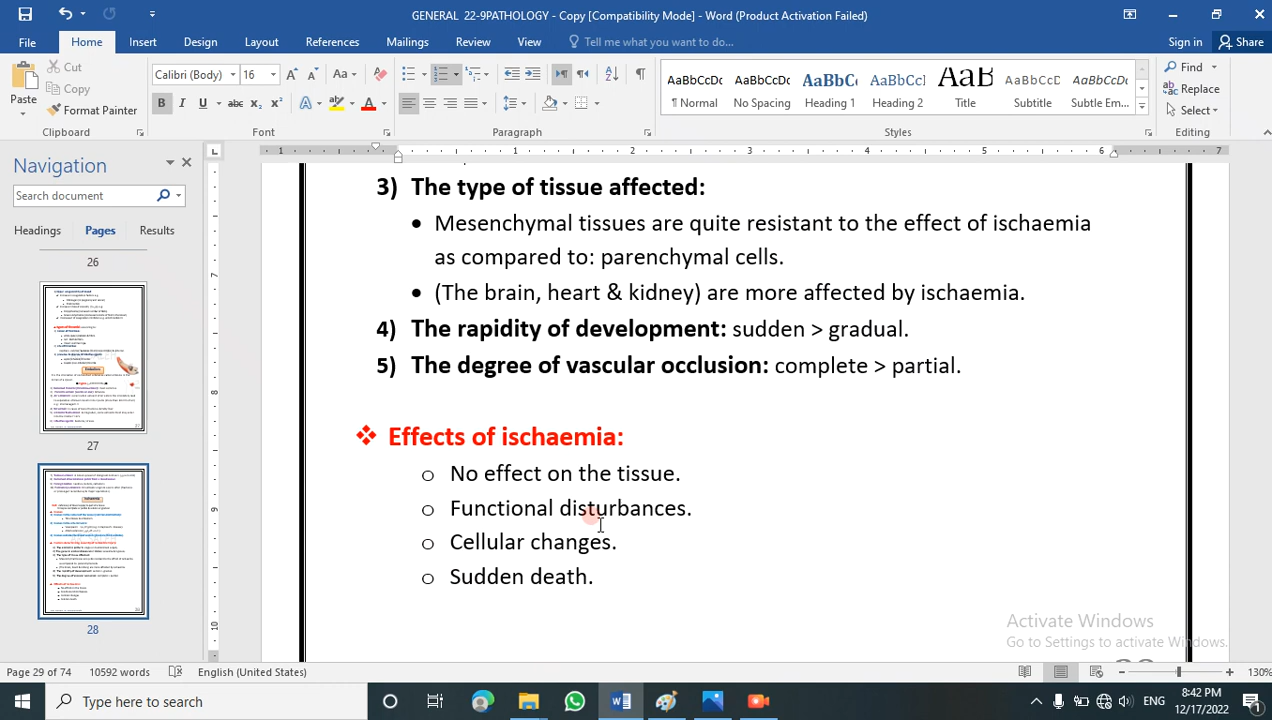 GENERAL 22-9PATHOLOGY - Copy [Compatibility Mode] - Word (Product Activation Failed)
File Home Insert Design Layout References Mailings Review View Tell me what you want to do... Sign in Share
Paste
Cut
Copy
Format Painter
Calibri (Body) 16
Clipboard Font Paragraph Styles Editing
AaBbCcDc AaBbCcDc AaBbCc AaBbCcD AaB AaBbCcD AaBbCcDc
¶ Normal No Spacing Heading 1 Heading 2 Title Subtitle Subtle Em...
Find
Replace
Select
Navigation
Search document
Headings Pages Results
26
27
28
3) The type of tissue affected:
• Mesenchymal tissues are quite resistant to the effect of ischaemia
as compared to: parenchymal cells.
• (The brain, heart & kidney) are more affected by ischaemia.
4) The rapidity of development: sudden > gradual.
5) The degree of vascular occlusion: complete > partial.
❖ Effects of ischaemia:
o No effect on the tissue.
o Functional disturbances.
o Cellular changes.
o Sudden death.
Activate Windows
Go to Settings to activate Windows.
Page 29 of 74 10592 words English (United States) 130%
Type here to search
ENG
8:42 PM
12/17/2022